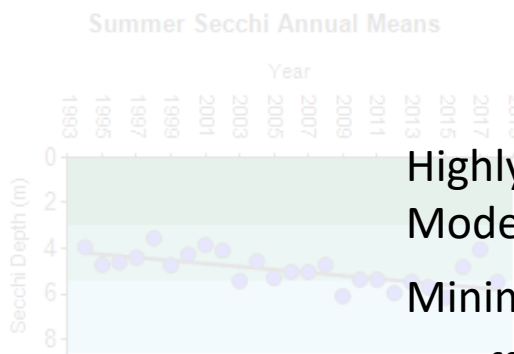 Summer Secchi Annual Means
Year
1993 1995 1997 1999 2001 2003 2005 2007 2009 2011 2013 2015 2017
0
2
4
6
8
Secchi Depth (m)
Highly
Mode
Minin